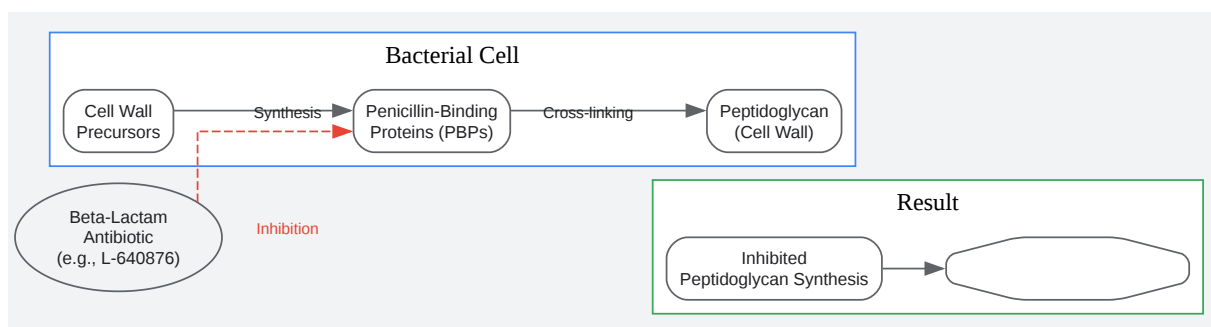 Bacterial Cell
Cell Wall
Precursors
Synthesis
Penicillin-Binding
Proteins (PBPs)
Cross-linking
Peptidoglycan
(Cell Wall)
Beta-Lactam
Antibiotic
(e.g., L-640876)
Inhibition
Result
Inhibited
Peptidoglycan Synthesis